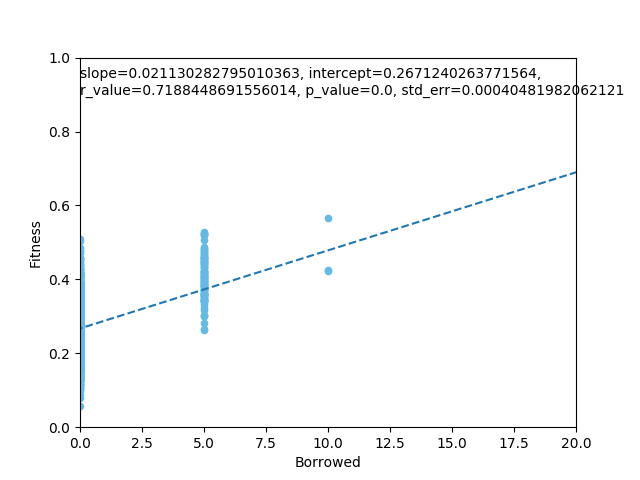 slope=0.021130282795010363, intercept=0.2671240263771564,
r_value=0.7188448691556014, p_value=0.0, std_err=0.00040481982062121
1.0
0.8
0.6
0.4
0.2
0.0
Fitness
0.0 2.5 5.0 7.5 10.0 12.5 15.0 17.5 20.0
Borrowed